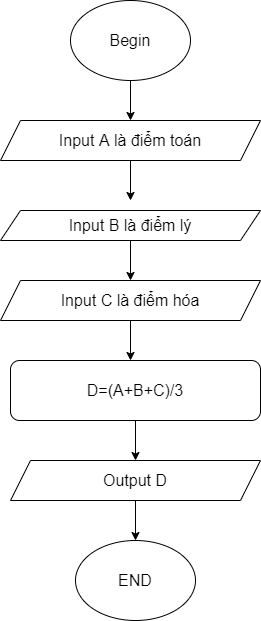 Begin
Input A là điểm toán
Input B là điểm lý
Input C là điểm hóa
D=(A+B+C)/3
Output D
END